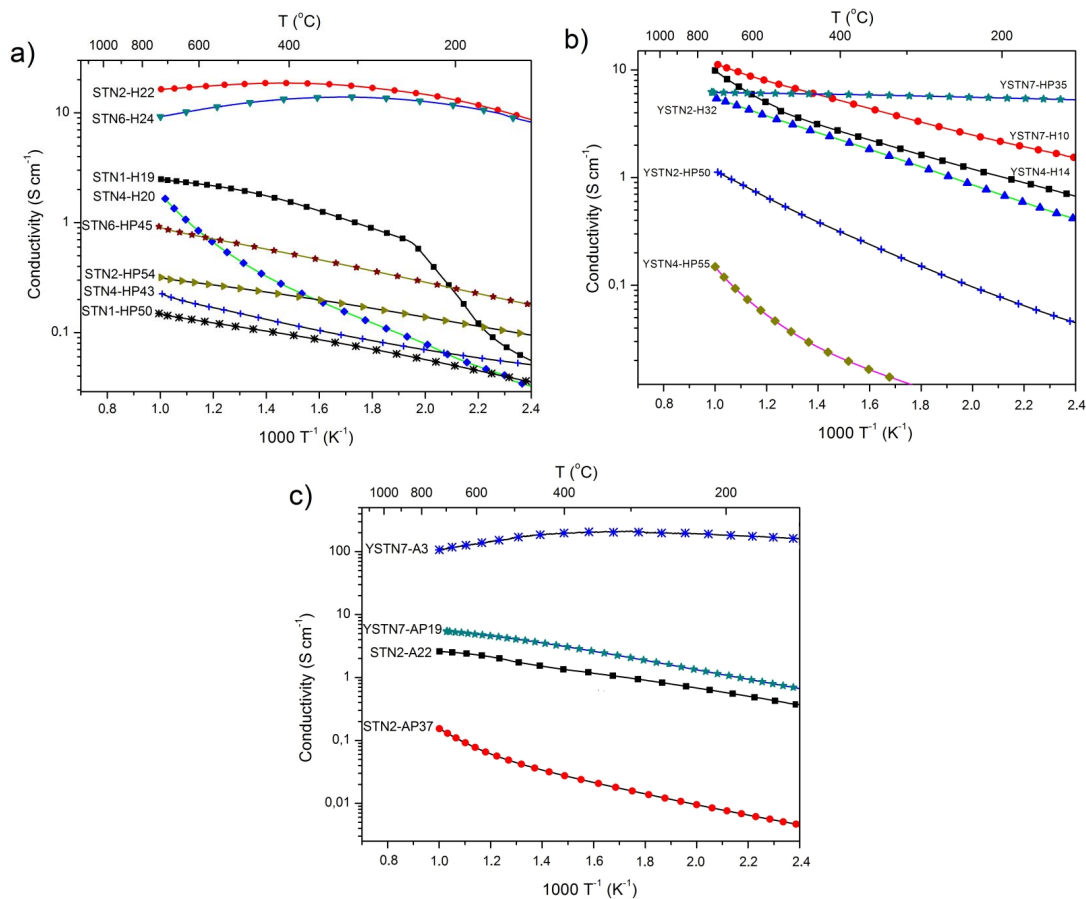 a)
T (°C)
1000 800 600 400 200
STN2-H22
STN6-H24
STN1-H19
STN4-H20
STN6-HP45
STN2-HP54
STN4-HP43
STN1-HP50
Conductivity (S cm⁻¹)
10
1
0.1
0.8 1.0 1.2 1.4 1.6 1.8 2.0 2.2 2.4
1000 T⁻¹ (K⁻¹)
b)
T (°C)
1000 800 600 400 200
YSTN7-HP35
YSTN2-H32
YSTN7-H10
YSTN2-HP50
YSTN4-H14
YSTN4-HP55
Conductivity (S cm⁻¹)
10
1
0,1
0.8 1.0 1.2 1.4 1.6 1.8 2.0 2.2 2.4
1000 T⁻¹ (K⁻¹)
c)
T (°C)
1000 800 600 400 200
YSTN7-A3
YSTN7-AP19
STN2-A22
STN2-AP37
Conductivity (S cm⁻¹)
100
10
1
0,1
0,01
0.8 1.0 1.2 1.4 1.6 1.8 2.0 2.2 2.4
1000 T⁻¹ (K⁻¹)